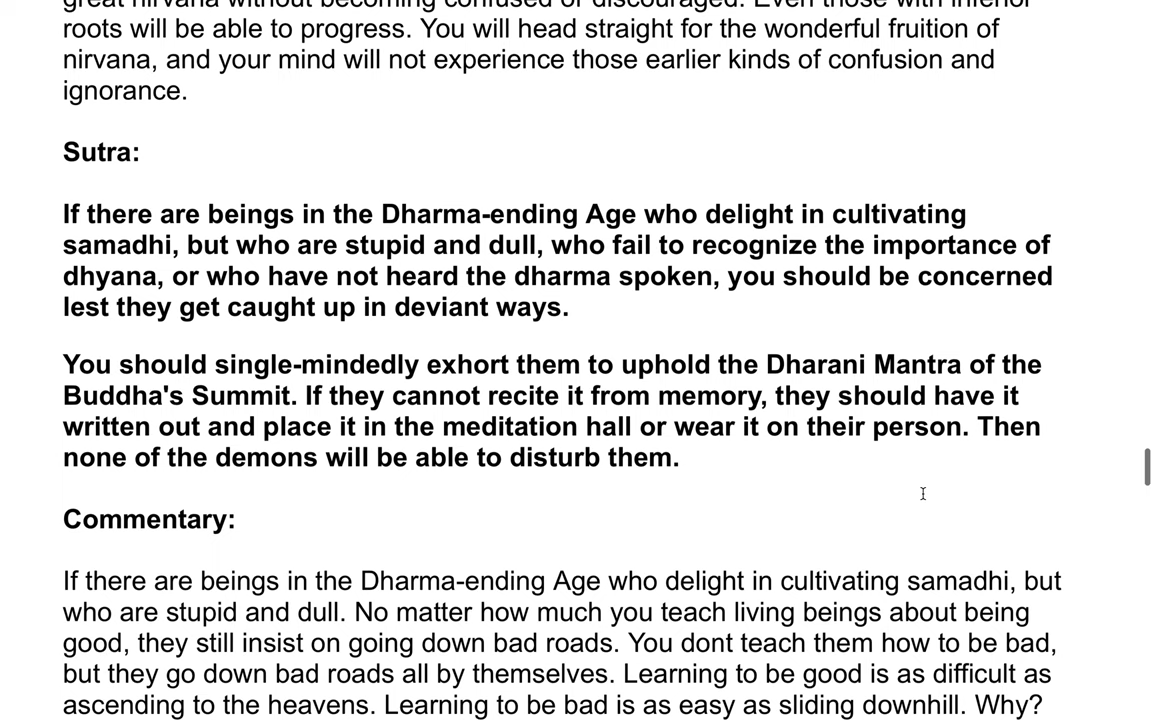 great nirvana without becoming confused or discouraged. Even those with inferior
roots will be able to progress. You will head straight for the wonderful fruition of
nirvana, and your mind will not experience those earlier kinds of confusion and
ignorance.
Sutra:
If there are beings in the Dharma-ending Age who delight in cultivating
samadhi, but who are stupid and dull, who fail to recognize the importance of
dhyana, or who have not heard the dharma spoken, you should be concerned
lest they get caught up in deviant ways.
You should single-mindedly exhort them to uphold the Dharani Mantra of the
Buddha's Summit. If they cannot recite it from memory, they should have it
written out and place it in the meditation hall or wear it on their person. Then
none of the demons will be able to disturb them.
Commentary:
If there are beings in the Dharma-ending Age who delight in cultivating samadhi, but
who are stupid and dull. No matter how much you teach living beings about being
good, they still insist on going down bad roads. You dont teach them how to be bad,
but they go down bad roads all by themselves. Learning to be good is as difficult as
ascending to the heavens. Learning to be bad is as easy as sliding downhill. Why?